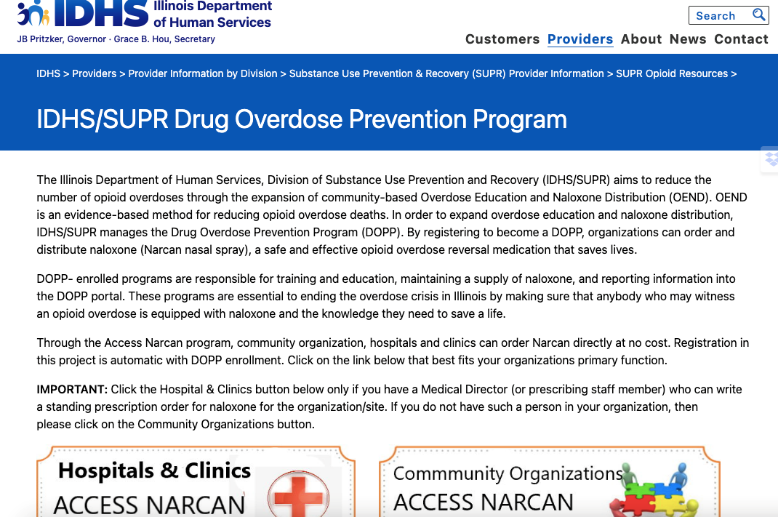 IDHS
Illinois Department
of Human Services
JB Pritzker, Governor · Grace B. Hou, Secretary
Search
Customers Providers About News Contact
IDHS > Providers > Provider Information by Division > Substance Use Prevention & Recovery (SUPR) Provider Information > SUPR Opioid Resources >
IDHS/SUPR Drug Overdose Prevention Program
The Illinois Department of Human Services, Division of Substance Use Prevention and Recovery (IDHS/SUPR) aims to reduce the
number of opioid overdoses through the expansion of community-based Overdose Education and Naloxone Distribution (OEND). OEND
is an evidence-based method for reducing opioid overdose deaths. In order to expand overdose education and naloxone distribution,
IDHS/SUPR manages the Drug Overdose Prevention Program (DOPP). By registering to become a DOPP, organizations can order and
distribute naloxone (Narcan nasal spray), a safe and effective opioid overdose reversal medication that saves lives.
DOPP- enrolled programs are responsible for training and education, maintaining a supply of naloxone, and reporting information into
the DOPP portal. These programs are essential to ending the overdose crisis in Illinois by making sure that anybody who may witness
an opioid overdose is equipped with naloxone and the knowledge they need to save a life.
Through the Access Narcan program, community organization, hospitals and clinics can order Narcan directly at no cost. Registration in
this project is automatic with DOPP enrollment. Click on the link below that best fits your organizations primary function.
IMPORTANT: Click the Hospital & Clinics button below only if you have a Medical Director (or prescribing staff member) who can write
a standing prescription order for naloxone for the organization/site. If you do not have such a person in your organization, then
please click on the Community Organizations button.
Hospitals & Clinics
ACCESS NARCAN
Commmunity Organizations
ACCESS NARCAN